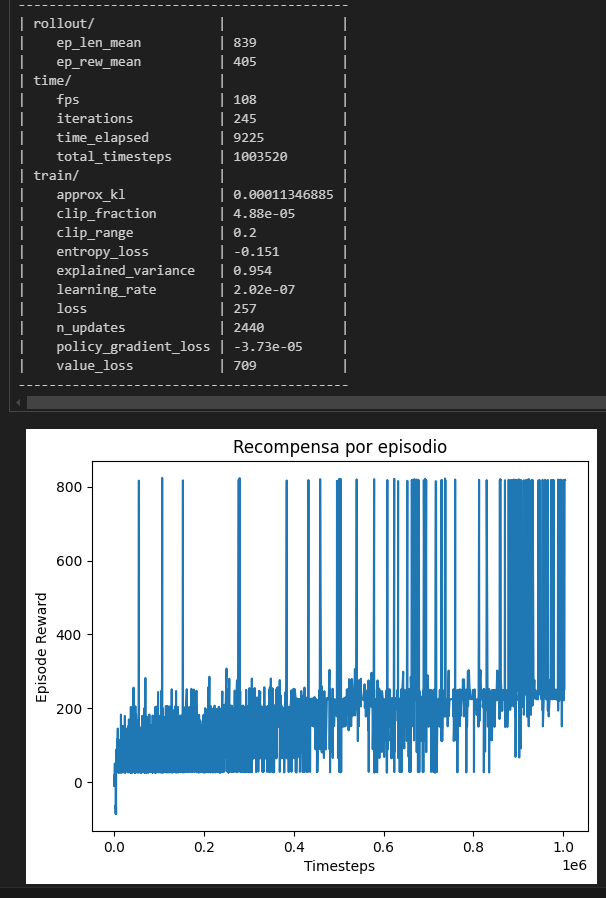 -----------------------------------------
| rollout/                |               |
|    ep_len_mean          | 839           |
|    ep_rew_mean          | 405           |
| time/                   |               |
|    fps                  | 108           |
|    iterations           | 245           |
|    time_elapsed         | 9225          |
|    total_timesteps      | 1003520       |
| train/                  |               |
|    approx_kl            | 0.00011346885 |
|    clip_fraction        | 4.88e-05      |
|    clip_range           | 0.2           |
|    entropy_loss         | -0.151        |
|    explained_variance   | 0.954         |
|    learning_rate        | 2.02e-07      |
|    loss                 | 257           |
|    n_updates            | 2440          |
|    policy_gradient_loss | -3.73e-05     |
|    value_loss           | 709           |
-----------------------------------------
Recompensa por episodio
800
600
400
200
0
Episode Reward
0.0 0.2 0.4 0.6 0.8 1.0
1e6
Timesteps